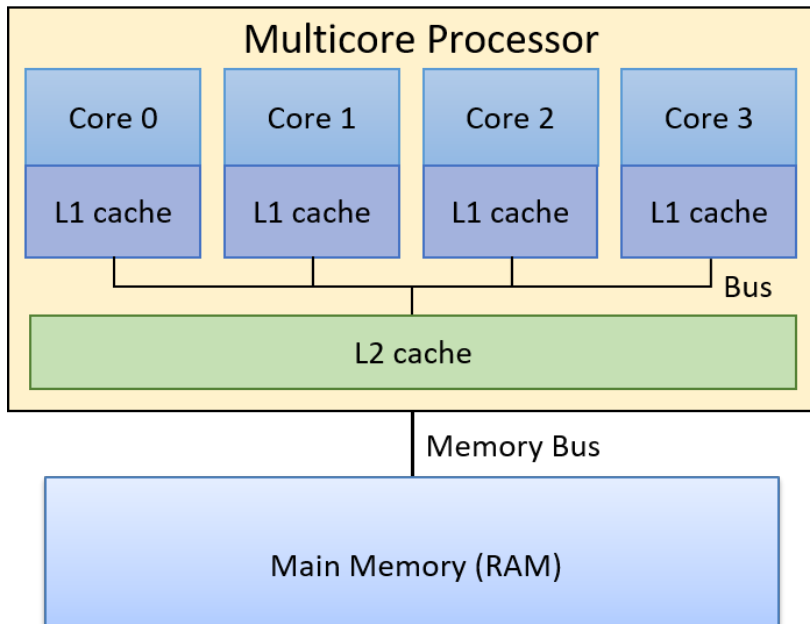 Multicore Processor
Core 0
Core 1
Core 2
Core 3
L1 cache
L1 cache
L1 cache
L1 cache
Bus
L2 cache
Memory Bus
Main Memory (RAM)